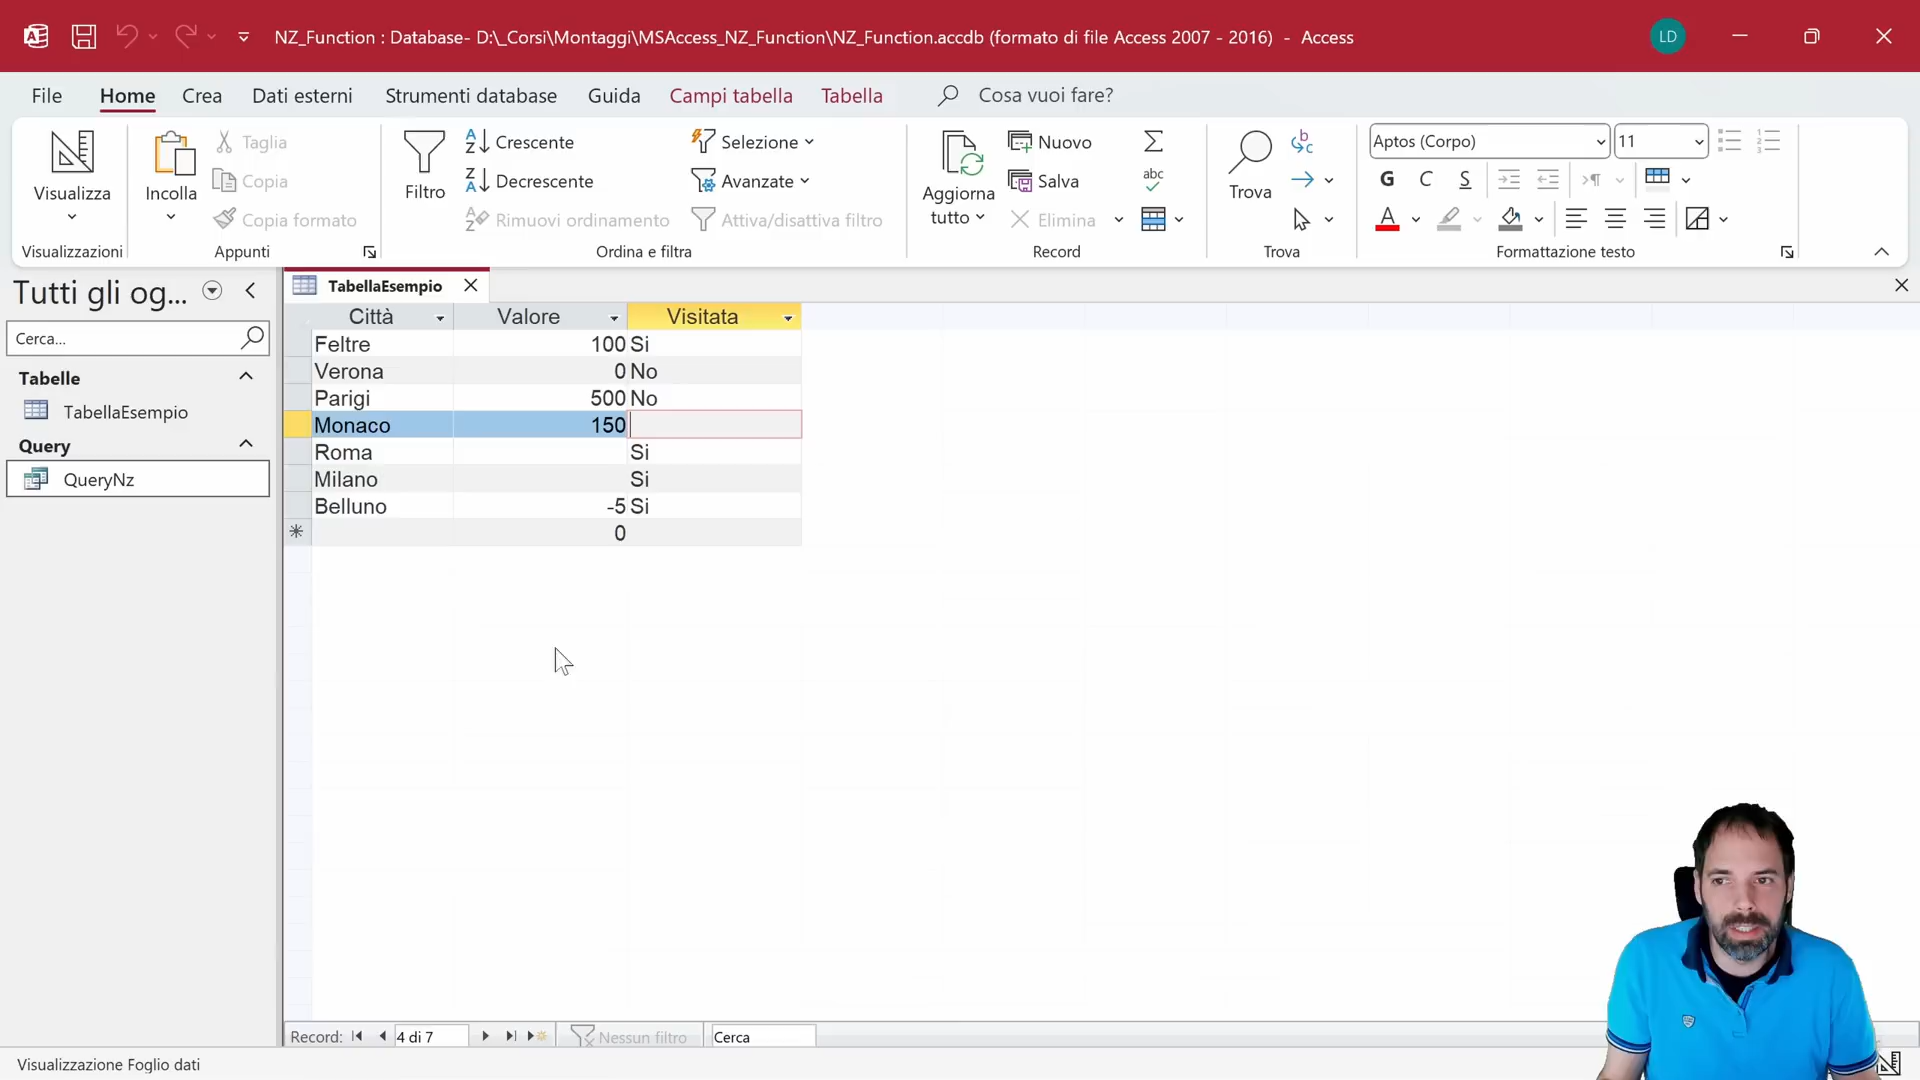 NZ_Function : Database- D:\_Corsi\Montaggi\MSAccess_NZ_Function\NZ_Function.accdb (formato di file Access 2007 - 2016) - Access
LD
File Home Crea Dati esterni Strumenti database Guida Campi tabella Tabella Cosa vuoi fare?
Visualizza
Visualizzazioni
Incolla
Taglia
Copia
Copia formato
Appunti
Filtro
Crescente
Decrescente
Rimuovi ordinamento
Selezione
Avanzate
Attiva/disattiva filtro
Ordina e filtra
Aggiorna
tutto
Nuovo
Salva
Elimina
Record
Trova
Trova
Aptos (Corpo) 11
G C S
Formattazione testo
Tutti gli og...
Cerca...
Tabelle
TabellaEsempio
Query
QueryNz
TabellaEsempio
Città Valore Visitata
Feltre 100 Si
Verona 0 No
Parigi 500 No
Monaco 150
Roma Si
Milano Si
Belluno -5 Si
0
Record: 4 di 7 Nessun filtro Cerca
Visualizzazione Foglio dati